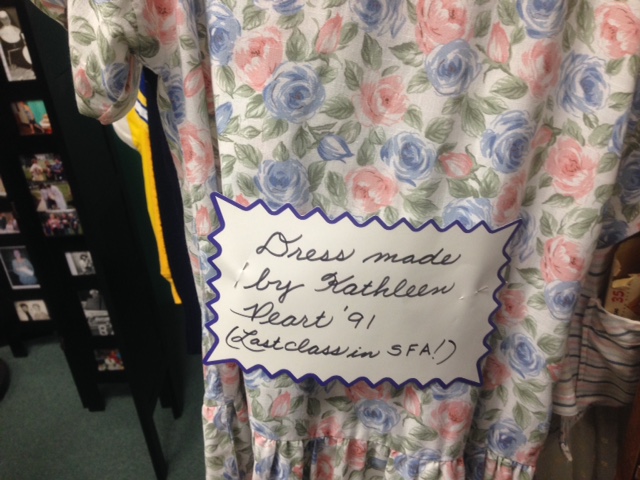 Dress made
by Kathleen
Peart '91
(Last class in SFA!)